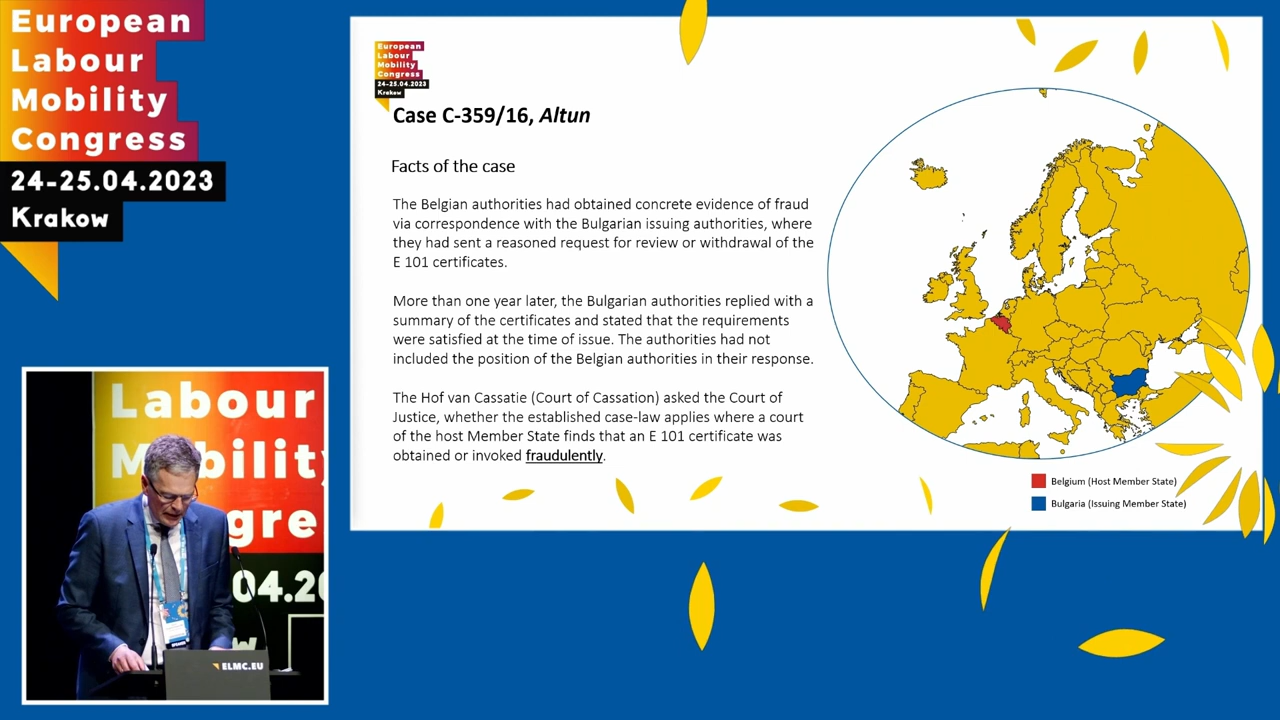 European
Labour
Mobility
Congress
24-25.04.2023
Krakow
European
Labour
Mobility
Congress
24-25.04.2023
Krakow
Case C-359/16, Altun
Facts of the case
The Belgian authorities had obtained concrete evidence of fraud
via correspondence with the Bulgarian issuing authorities, where
they had sent a reasoned request for review or withdrawal of the
E 101 certificates.
More than one year later, the Bulgarian authorities replied with a
summary of the certificates and stated that the requirements
were satisfied at the time of issue. The authorities had not
included the position of the Belgian authorities in their response.
The Hof van Cassatie (Court of Cassation) asked the Court of
Justice, whether the established case-law applies where a court
of the host Member State finds that an E 101 certificate was
obtained or invoked fraudulently.
Belgium (Host Member State)
Bulgaria (Issuing Member State)
Labour
M bility
gre
04.20
w
ELMC.EU